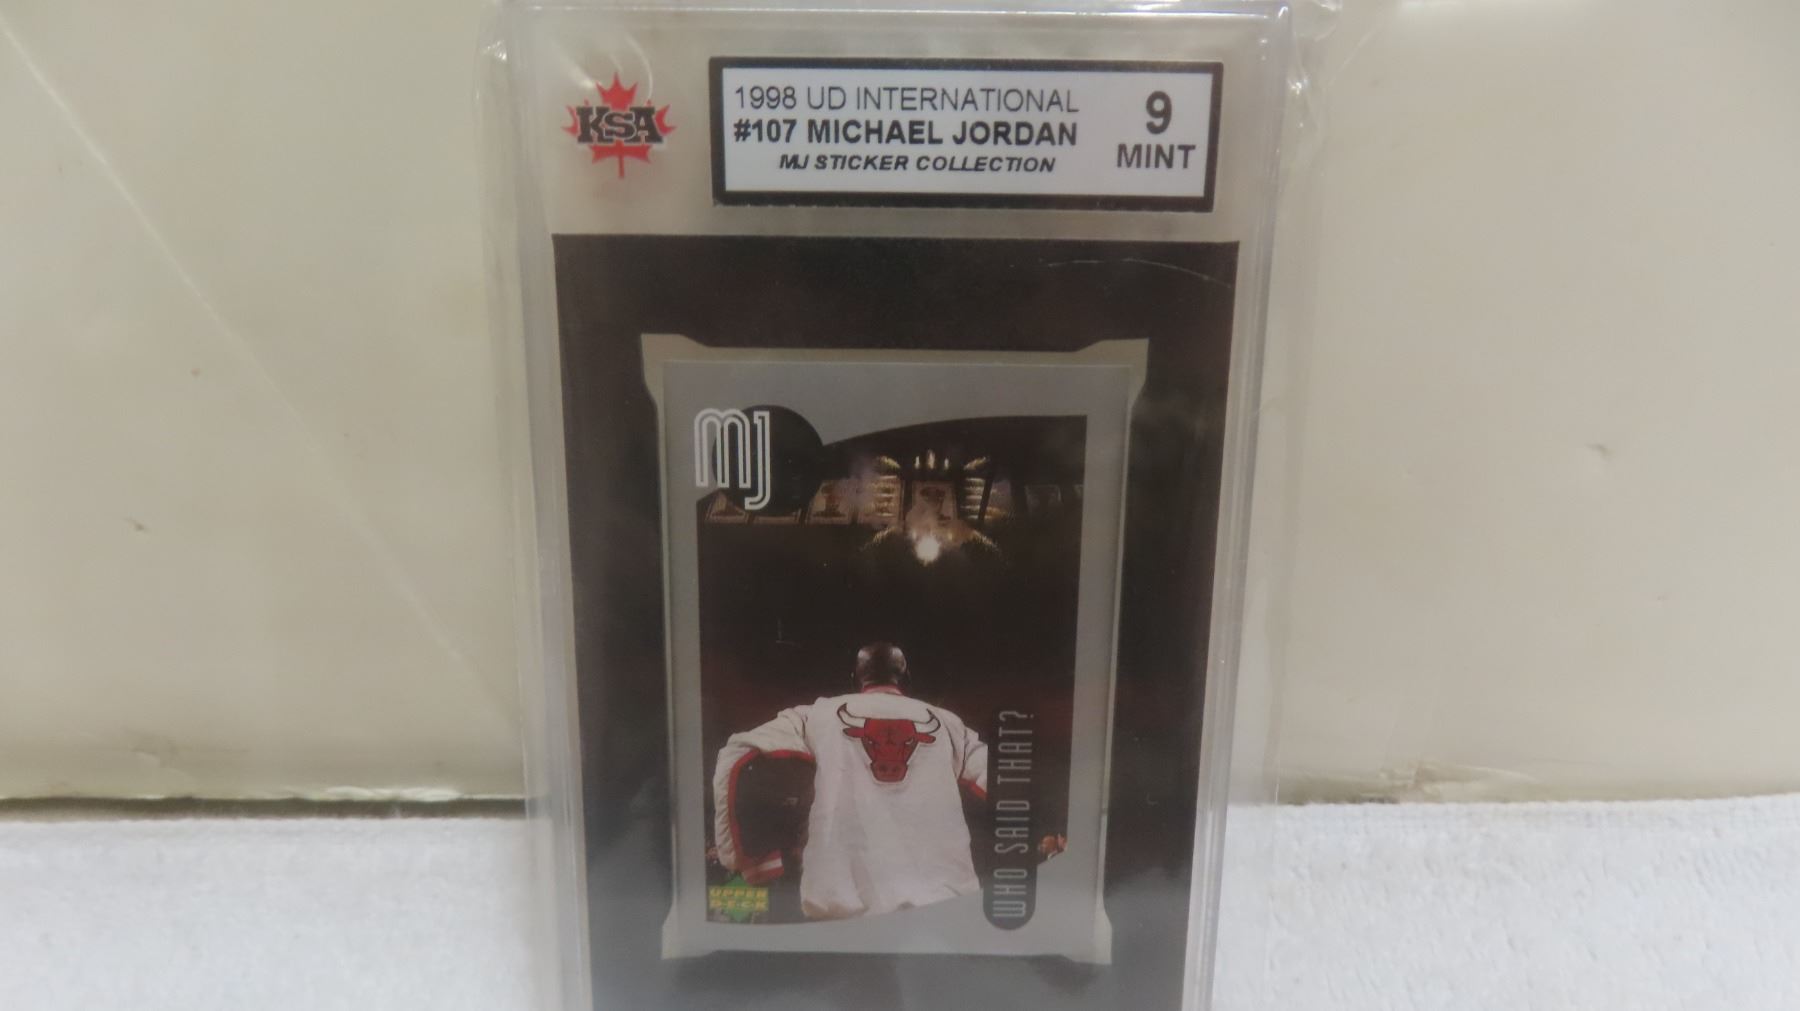 KSA
1998 UD INTERNATIONAL
#107 MICHAEL JORDAN
MJ STICKER COLLECTION
9
MINT
MJ
WHO SAID THAT?
UPPER
DECK